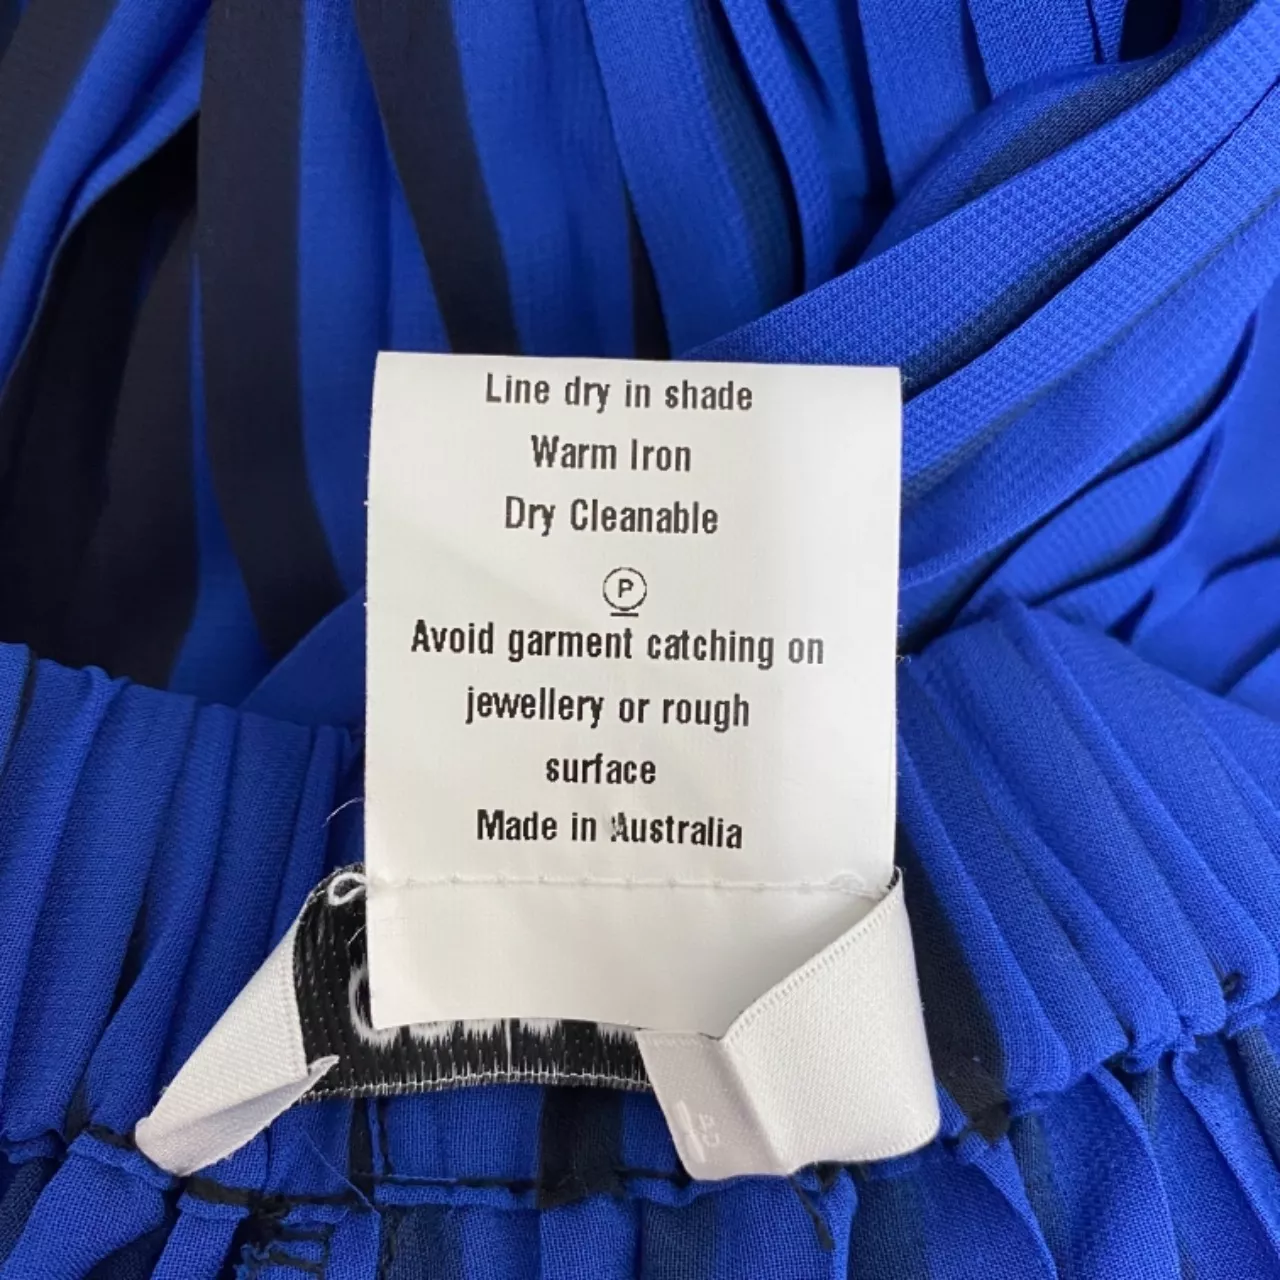 Line dry in shade
Warm Iron
Dry Cleanable
P
Avoid garment catching on
jewellery or rough
surface
Made in Australia